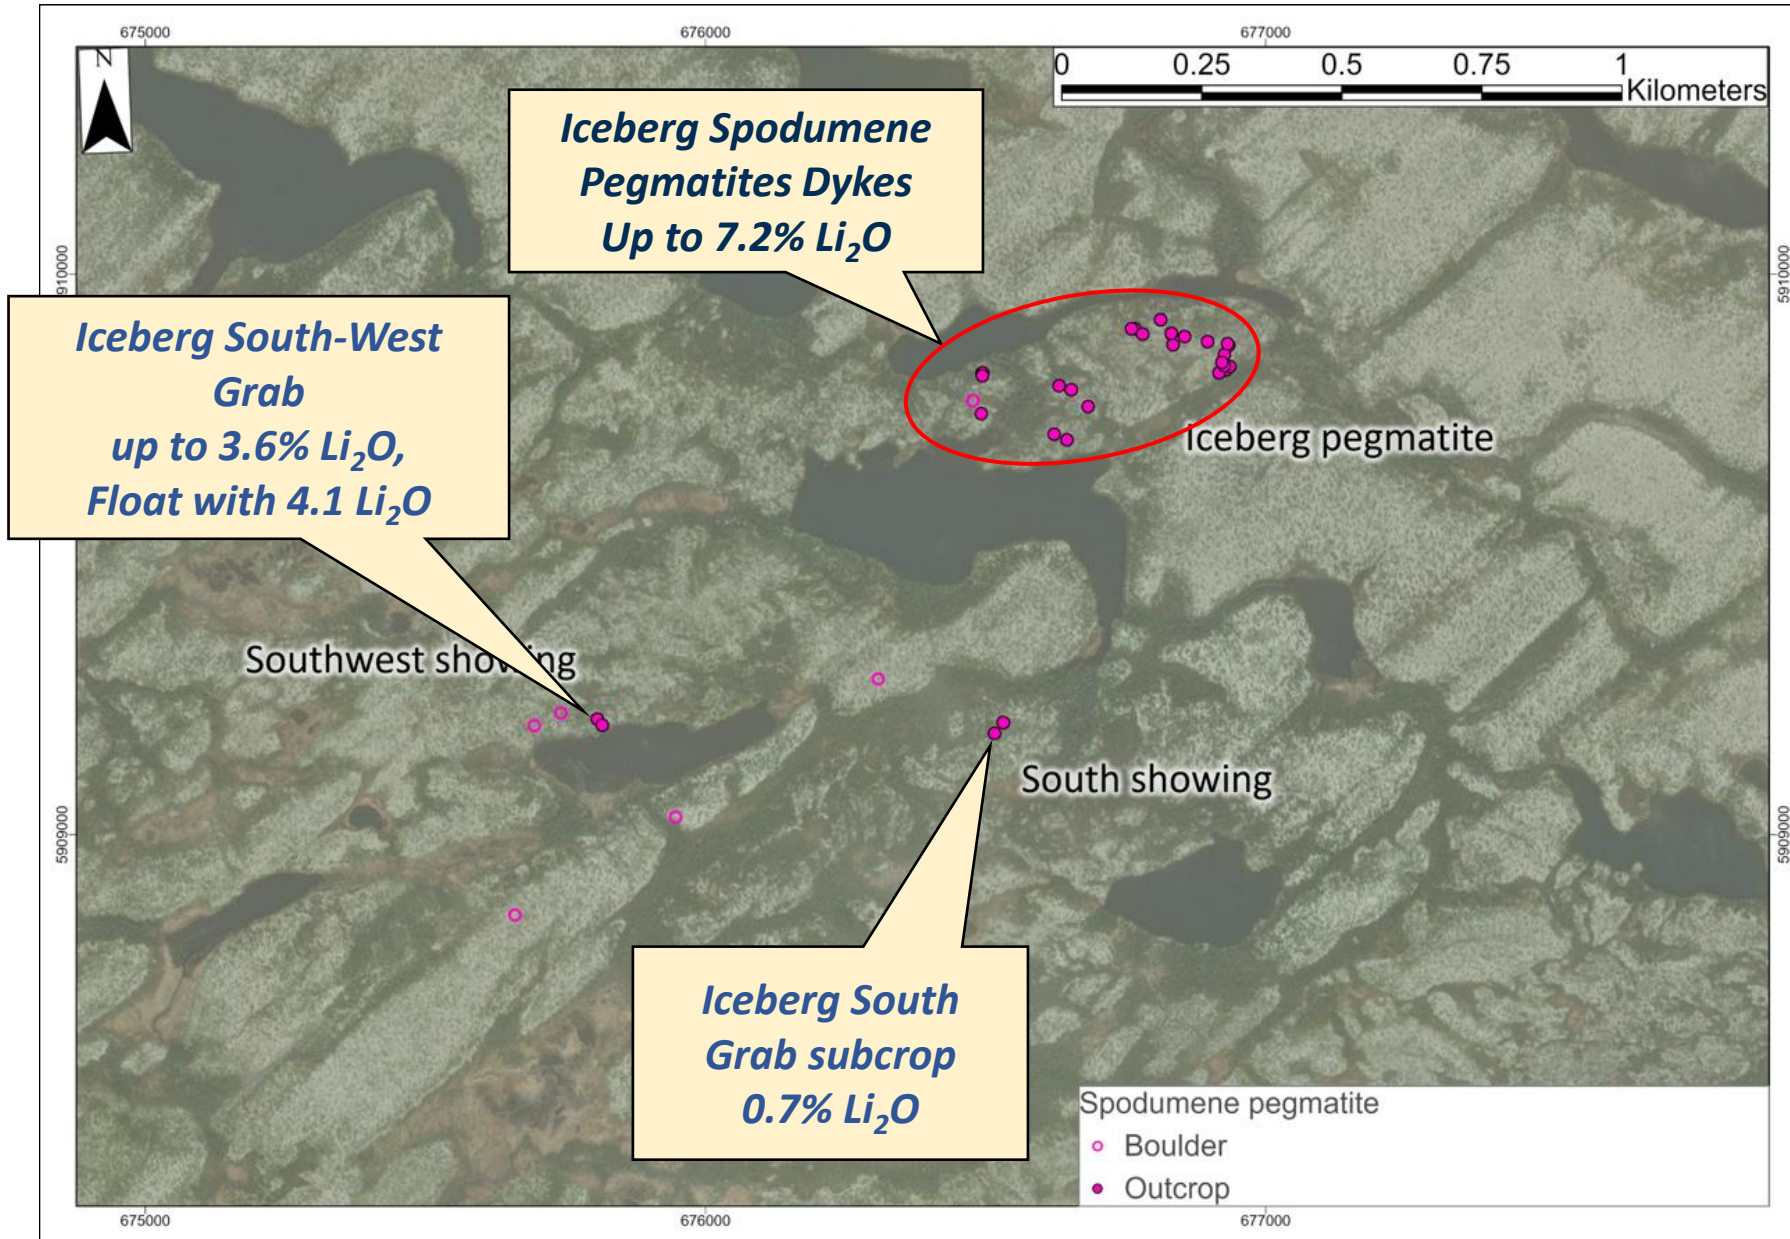 675000
676000
677000
N
0 0.25 0.5 0.75 1
Kilometers
Iceberg Spodumene
Pegmatites Dykes
Up to 7.2% Li₂O
5910000
5910000
Iceberg South-West
Grab
up to 3.6% Li₂O,
Float with 4.1 Li₂O
Iceberg pegmatite
Southwest showing
South showing
5909000
5909000
Iceberg South
Grab subcrop
0.7% Li₂O
Spodumene pegmatite
Boulder
Outcrop
675000
676000
677000